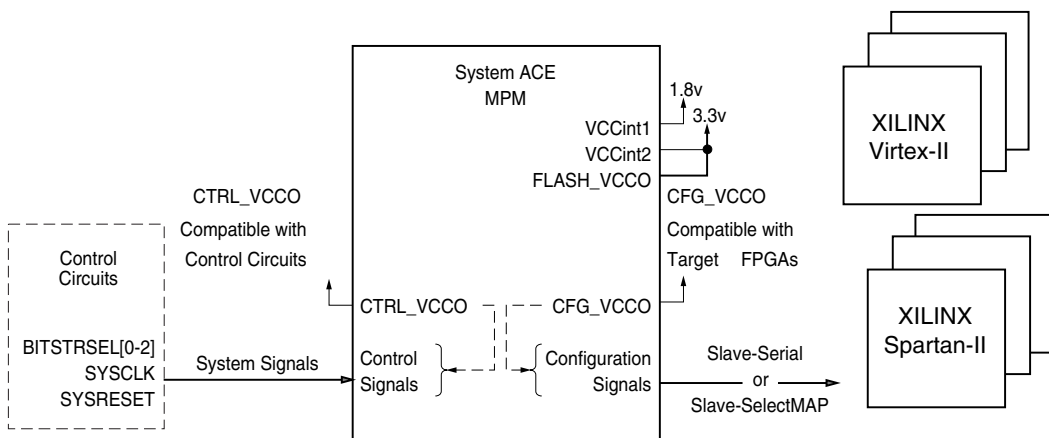 System ACE
MPM
1.8v
3.3v
VCCint1
VCCint2
FLASH_VCCO
XILINX
Virtex-II
CTRL_VCCO
Compatible with
Control Circuits
CFG_VCCO
Compatible with
Target FPGAs
Control
Circuits
BITSTRSEL[0-2]
SYSCLK
SYSRESET
System Signals
CTRL_VCCO
CFG_VCCO
Control
Signals
Configuration
Signals
Slave-Serial
or
Slave-SelectMAP
XILINX
Spartan-II